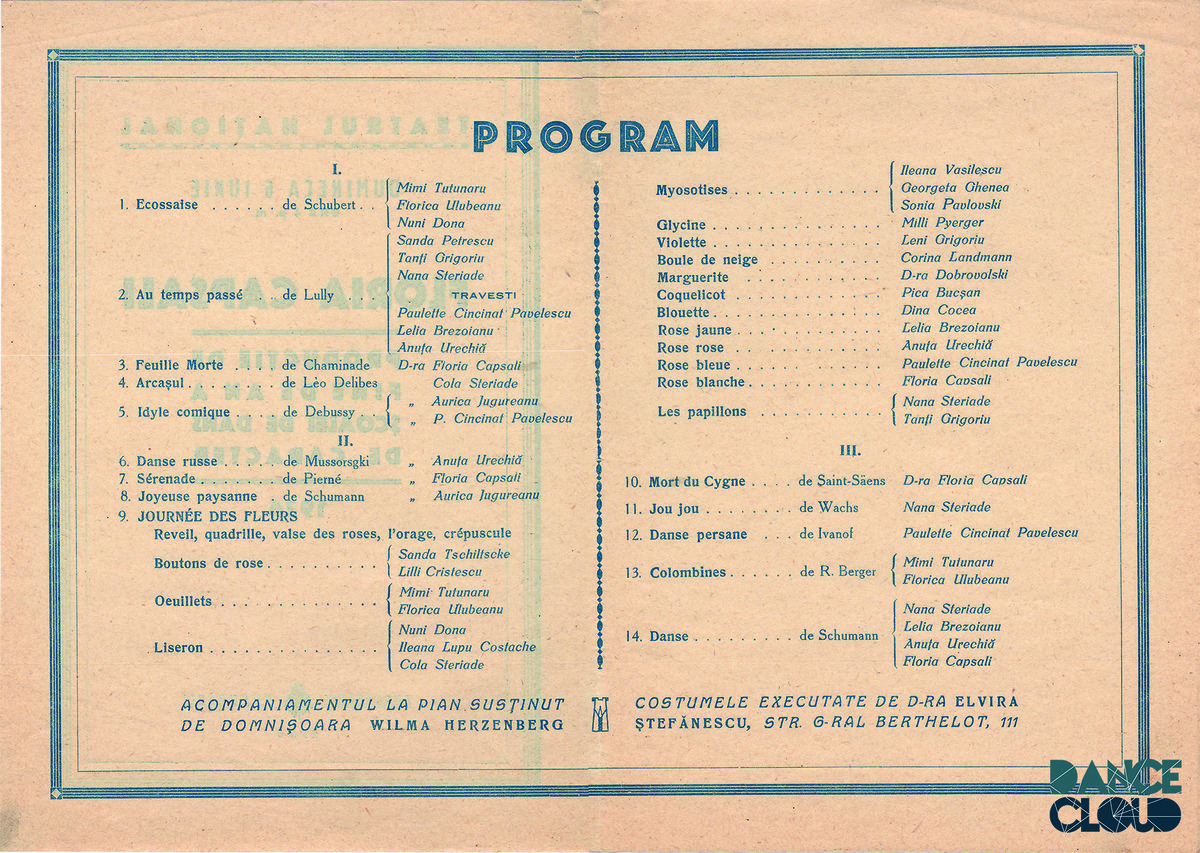 PROGRAM
I.
1. Ecossaise ...... de Schubert . .
Mimi Tutunaru
Florica Ulubeanu
Nuni Dona
2. Au temps passé . . de Lully . . .
Sanda Petrescu
Tanți Grigoriu
Nana Steriade
TRAVESTI
Paulette Cincinat Pavelescu
Lelia Brezoianu
Anuța Urechiă
3. Feuille Morte . . . . de Chaminade D-ra Floria Capsali
4. Arcașul . . . . . . . de Lèo Delibes Cola Steriade
5. Idyle comique . . . . de Debussy . .
„ Aurica Jugureanu
„ P. Cincinat Pavelescu
II.
6. Danse russe . . . . . de Mussorsgki „ Anuța Urechiă
7. Sérenade . . . . . . . de Pierné „ Floria Capsali
8. Joyeuse paysanne . de Schumann „ Aurica Jugureanu
9. JOURNÉE DES FLEURS
Reveil, quadrille, valse des roses, l'orage, crépuscule
Boutons de rose . . . . . . . . . .
Sanda Tschiltscke
Lilli Cristescu
Oeuillets . . . . . . . . . . . . . .
Mimi Tutunaru
Florica Ulubeanu
Liseron . . . . . . . . . . . . . .
Nuni Dona
Ileana Lupu Costache
Cola Steriade
ACOMPANIAMENTUL LA PIAN SUSȚINUT
DE DOMNIȘOARA WILMA HERZENBERG
Myosotises . . . . . . . . . . . .
Ileana Vasilescu
Georgeta Ghenea
Sonia Pavlovski
Glycine . . . . . . . . . . . . . . Milli Pyerger
Violette . . . . . . . . . . . . . . Leni Grigoriu
Boule de neige . . . . . . . . . Corina Landmann
Marguerite . . . . . . . . . . . . D-ra Dobrovolski
Coquelicot . . . . . . . . . . . . Pica Bucșan
Blouette . . . . . . . . . . . . . . Dina Cocea
Rose jaune . . . . . . . . . . . . Lelia Brezoianu
Rose rose . . . . . . . . . . . . Anuța Urechiă
Rose bleue . . . . . . . . . . . . Paulette Cincinat Pavelescu
Rose blanche . . . . . . . . . . . Floria Capsali
Les papillons . . . . . . . . . .
Nana Steriade
Tanți Grigoriu
III.
10. Mort du Cygne . . . . de Saint-Säens D-ra Floria Capsali
11. Jou jou . . . . . . . de Wachs Nana Steriade
12. Danse persane . . . de Ivanof Paulette Cincinat Pavelescu
13. Colombines . . . . . . de R. Berger
Mimi Tutunaru
Florica Ulubeanu
14. Danse . . . . . . . . . de Schumann
Nana Steriade
Lelia Brezoianu
Anuța Urechiă
Floria Capsali
COSTUMELE EXECUTATE DE D-RA ELVIRA
ȘTEFĂNESCU, STR. G-RAL BERTHELOT, 111
DANCE
CLOUD